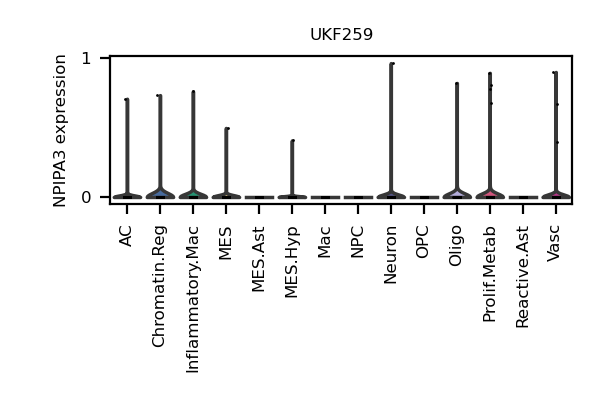 UKF259
NPIPA3 expression
1
0
AC
Chromatin.Reg
Inflammatory.Mac
MES
MES.Ast
MES.Hyp
Mac
NPC
Neuron
OPC
Oligo
Prolif.Metab
Reactive.Ast
Vasc